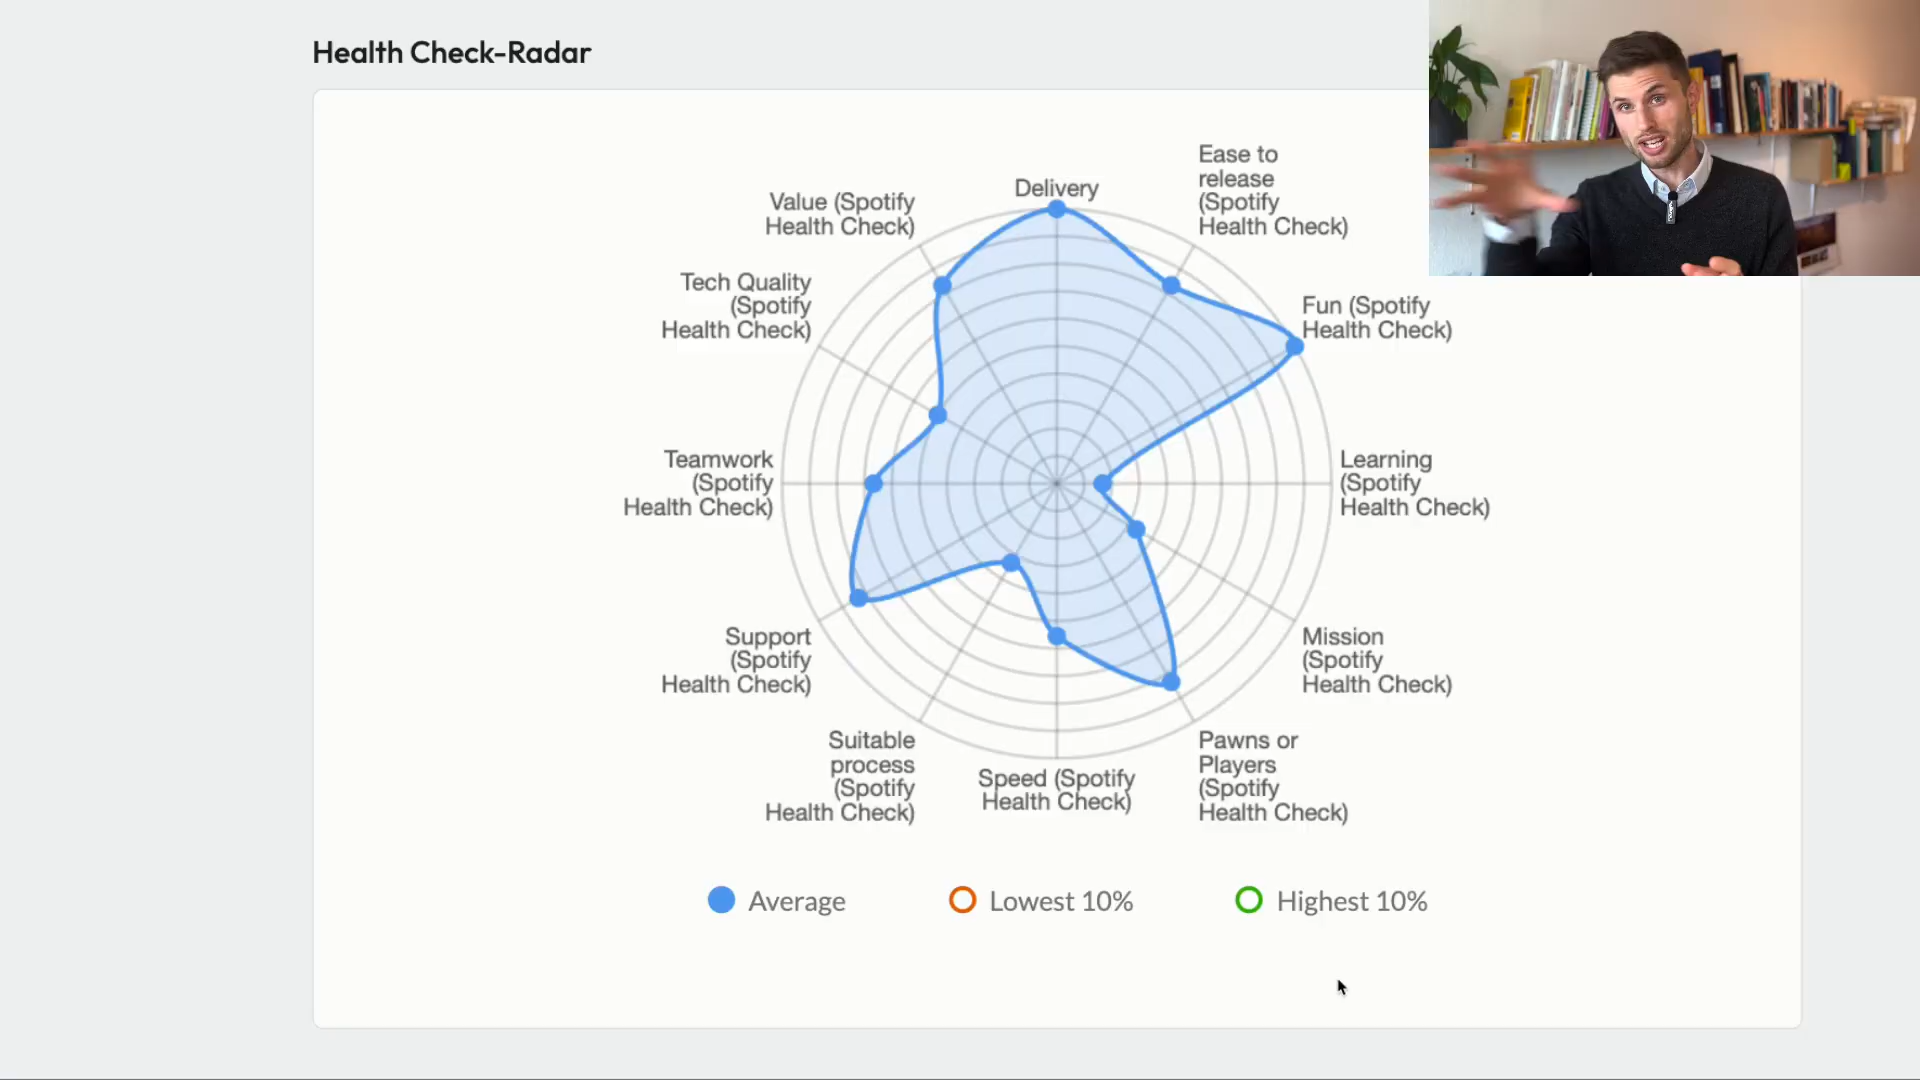 Health Check-Radar
Delivery
Ease to
release
(Spotify
Health Check)
Fun (Spotify
Health Check)
Learning
(Spotify
Health Check)
Mission
(Spotify
Health Check)
Pawns or
Players
(Spotify
Health Check)
Speed (Spotify
Health Check)
Suitable
process
(Spotify
Health Check)
Support
(Spotify
Health Check)
Teamwork
(Spotify
Health Check)
Tech Quality
(Spotify
Health Check)
Value (Spotify
Health Check)
Average
Lowest 10%
Highest 10%